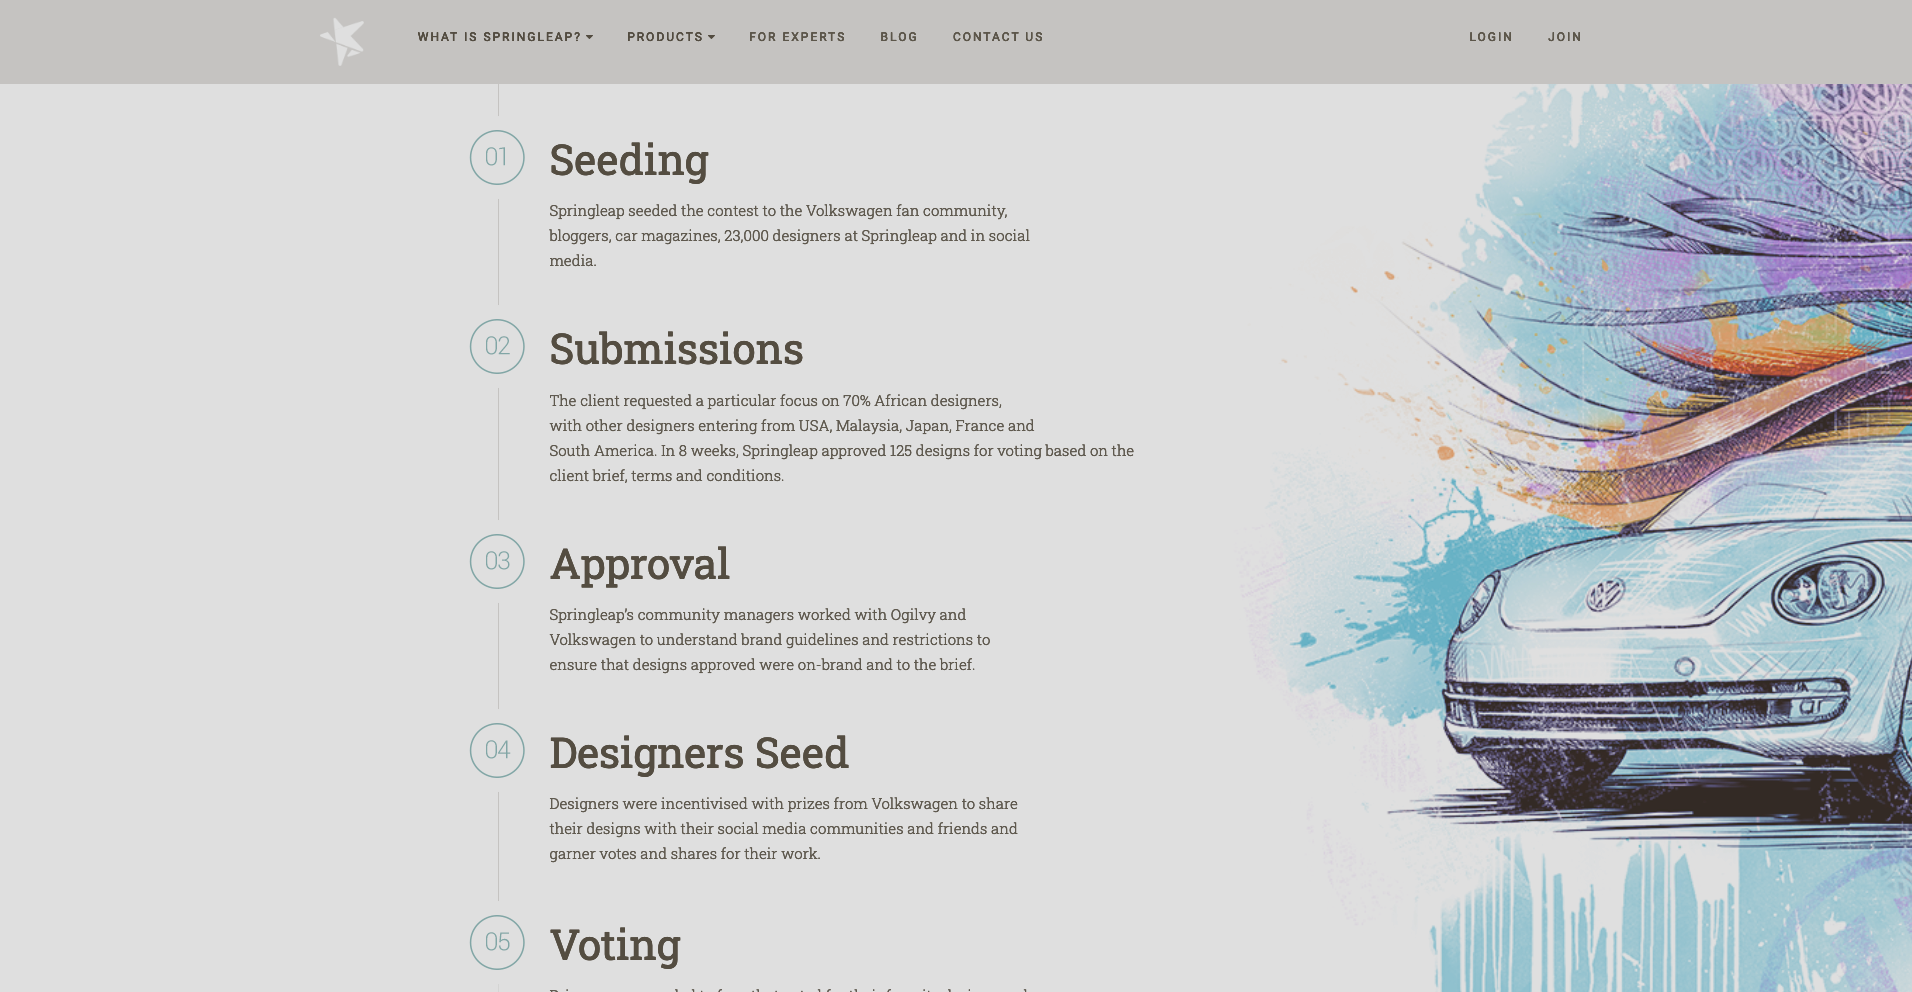 WHAT IS SPRINGLEAP?
PRODUCTS
FOR EXPERTS
BLOG
CONTACT US
LOGIN
JOIN
01
Seeding
Springleap seeded the contest to the Volkswagen fan community,
bloggers, car magazines, 23,000 designers at Springleap and in social
media.
02
Submissions
The client requested a particular focus on 70% African designers,
with other designers entering from USA, Malaysia, Japan, France and
South America. In 8 weeks, Springleap approved 125 designs for voting based on the
client brief, terms and conditions.
03
Approval
Springleap's community managers worked with Ogilvy and
Volkswagen to understand brand guidelines and restrictions to
ensure that designs approved were on-brand and to the brief.
04
Designers Seed
Designers were incentivised with prizes from Volkswagen to share
their designs with their social media communities and friends and
garner votes and shares for their work.
05
Voting